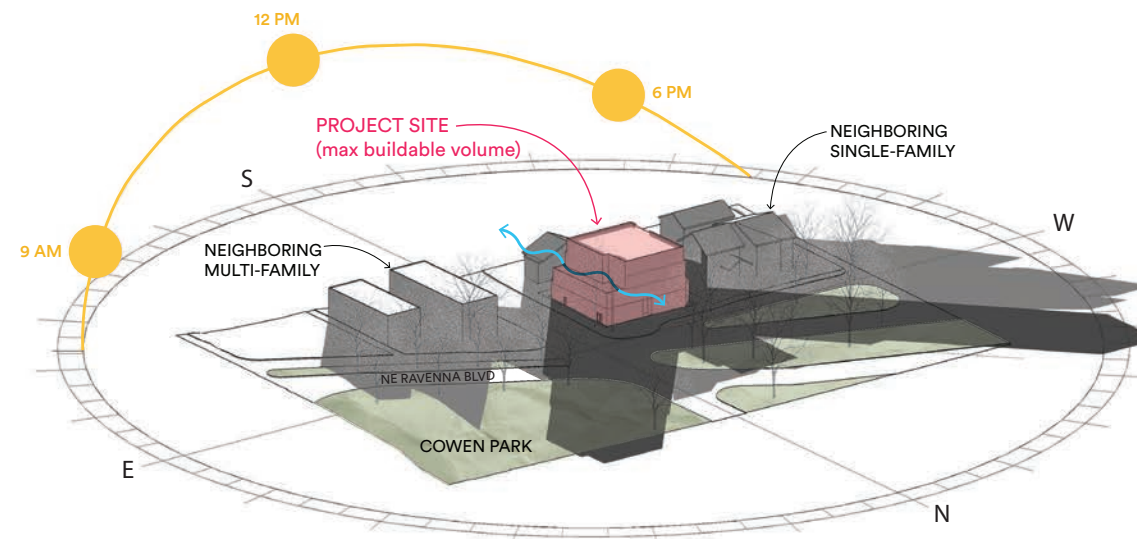 12 PM
6 PM
PROJECT SITE
(max buildable volume)
NEIGHBORING
SINGLE-FAMILY
S
W
9 AM
NEIGHBORING
MULTI-FAMILY
NE RAVENNA BLVD
COWEN PARK
E
N